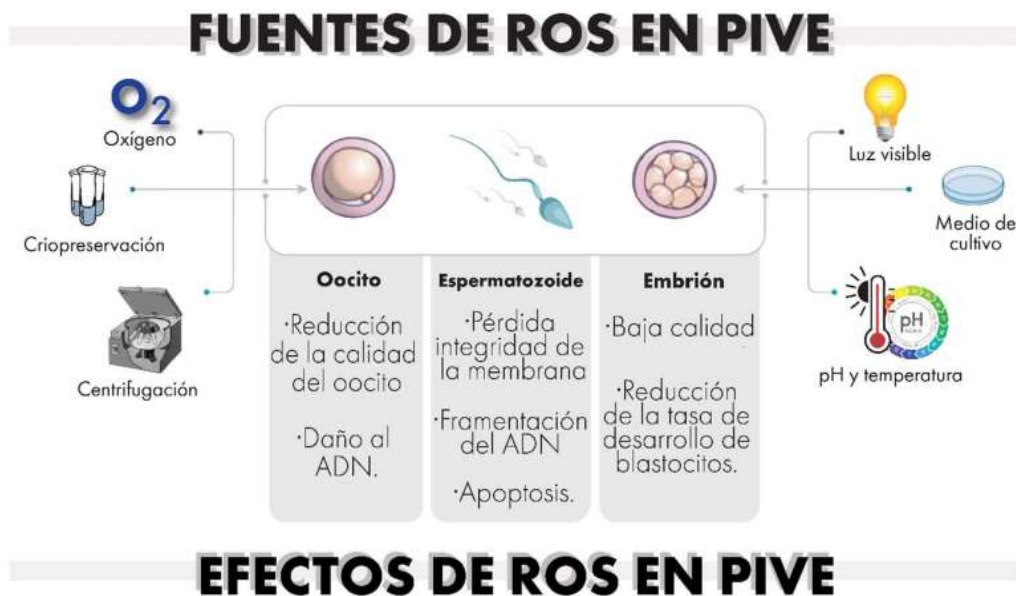 FUENTES DE ROS EN PIVE
O2
Oxígeno
Criopreservación
Centrifugación
Luz visible
Medio de
cultivo
pH
pH y temperatura
Oocito
·Reducción
de la calidad
del oocito
·Daño al
ADN.
Espermatozoide
·Pérdida
integridad de
la membrana
·Framentación
del ADN
·Apoptosis.
Embrión
·Baja calidad
·Reducción
de la tasa de
desarrollo de
blastocitos.
EFECTOS DE ROS EN PIVE